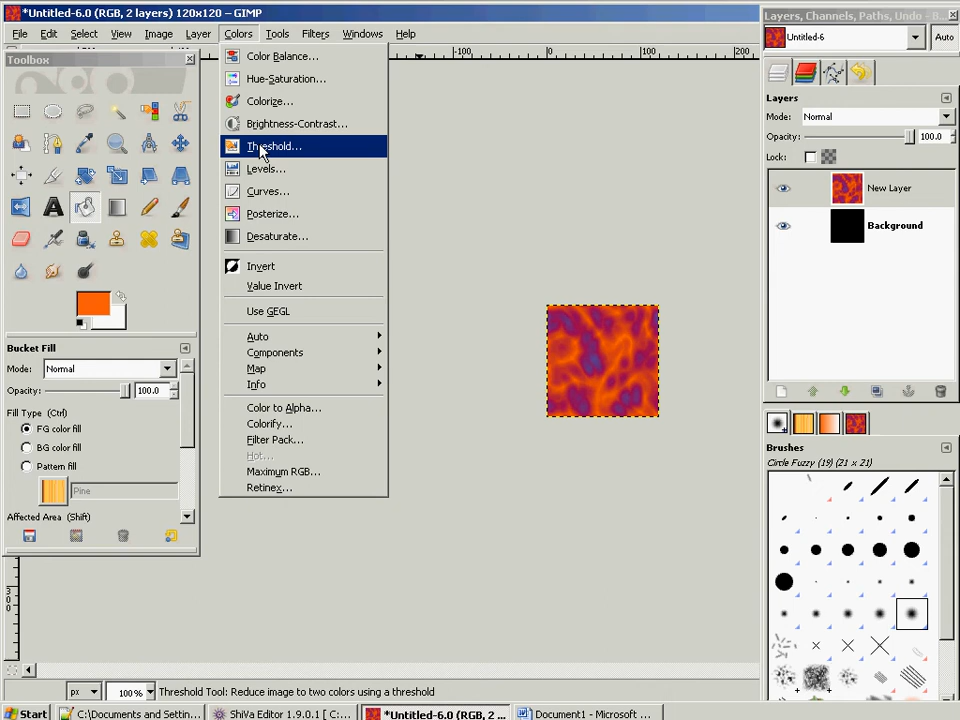 *Untitled-6.0 (RGB, 2 layers) 120x120 – GIMP
File Edit Select View Image Layer Colors Tools Filters Windows Help
Toolbox
-100 0 100 200
Color Balance...
Hue-Saturation...
Colorize...
Brightness-Contrast...
Threshold...
Levels...
Curves...
Posterize...
Desaturate...
Invert
Value Invert
Use GEGL
Auto
Components
Map
Info
Color to Alpha...
Colorify...
Filter Pack...
Hot...
Maximum RGB...
Retinex...
Bucket Fill
Mode: Normal
Opacity: 100.0
Fill Type (Ctrl)
FG color fill
BG color fill
Pattern fill
Pine
Affected Area (Shift)
300
px 100% Threshold Tool: Reduce image to two colors using a threshold
Layers, Channels, Paths, Undo - B...
Untitled-6 Auto
Layers
Mode: Normal
Opacity: 100.0
Lock:
New Layer
Background
Brushes
Circle Fuzzy (19) (21 x 21)
Start C:\Documents and Settin... ShiVa Editor 1.9.0.1 [ C:... *Untitled-6.0 (RGB, 2 ... Document1 - Microsoft ...